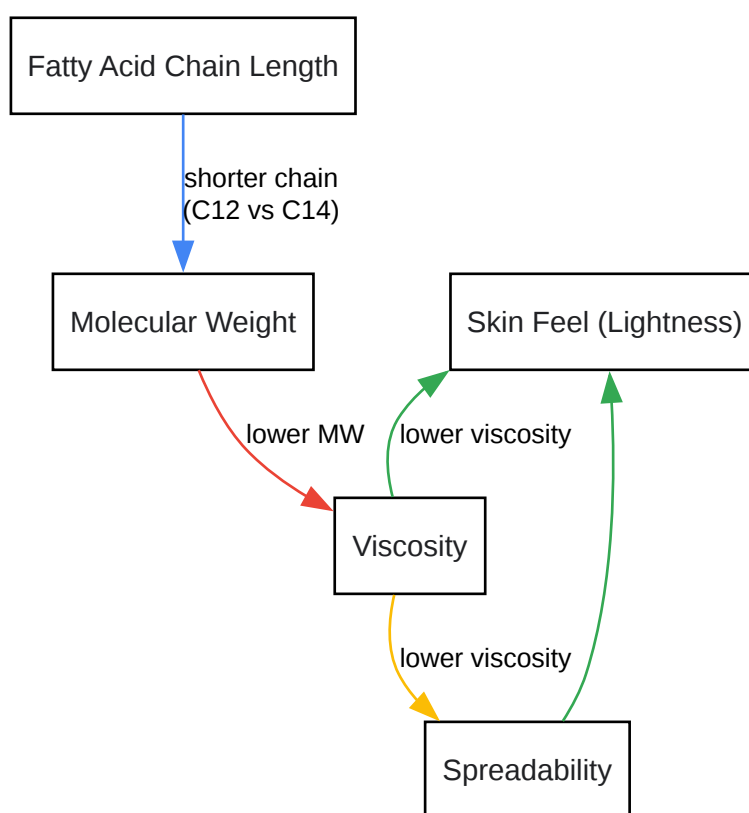 Fatty Acid Chain Length
shorter chain
(C12 vs C14)
Molecular Weight
Skin Feel (Lightness)
lower MW
lower viscosity
Viscosity
lower viscosity
Spreadability